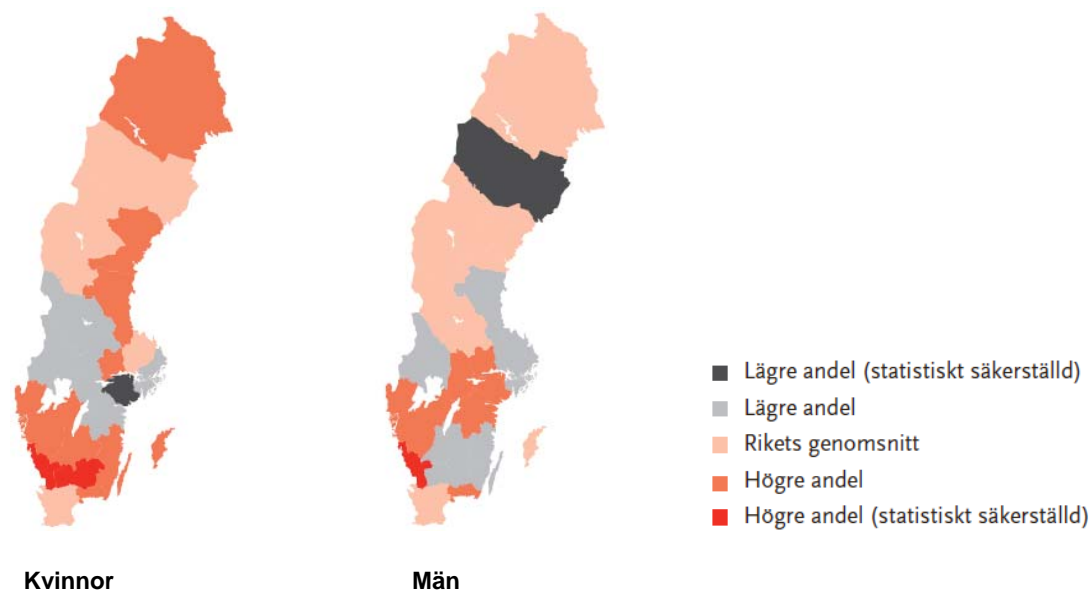 Lägre andel (statistiskt säkerställd)
Lägre andel
Rikets genomsnitt
Högre andel
Högre andel (statistiskt säkerställd)
Kvinnor
Män